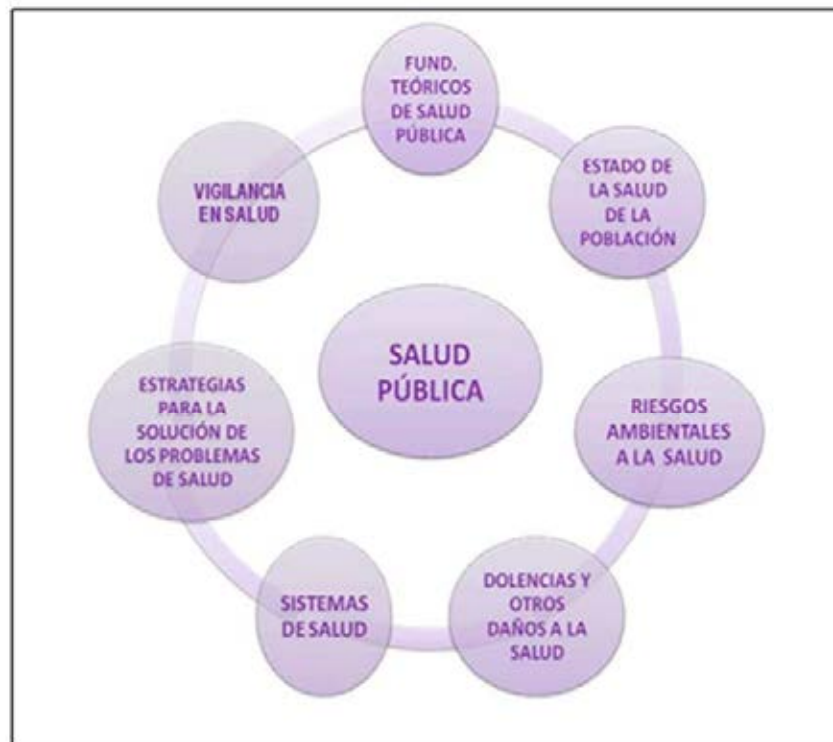 FUND.
TEÓRICOS
DE SALUD
PÚBLICA
ESTADO DE
LA SALUD
DE LA
POBLACIÓN
RIESGOS
AMBIENTALES
A LA SALUD
DOLENCIAS Y
OTROS
DAÑOS A LA
SALUD
SISTEMAS
DE SALUD
ESTRATEGIAS
PARA LA
SOLUCIÓN DE
LOS PROBLEMAS
DE SALUD
VIGILANCIA
EN SALUD
SALUD
PÚBLICA